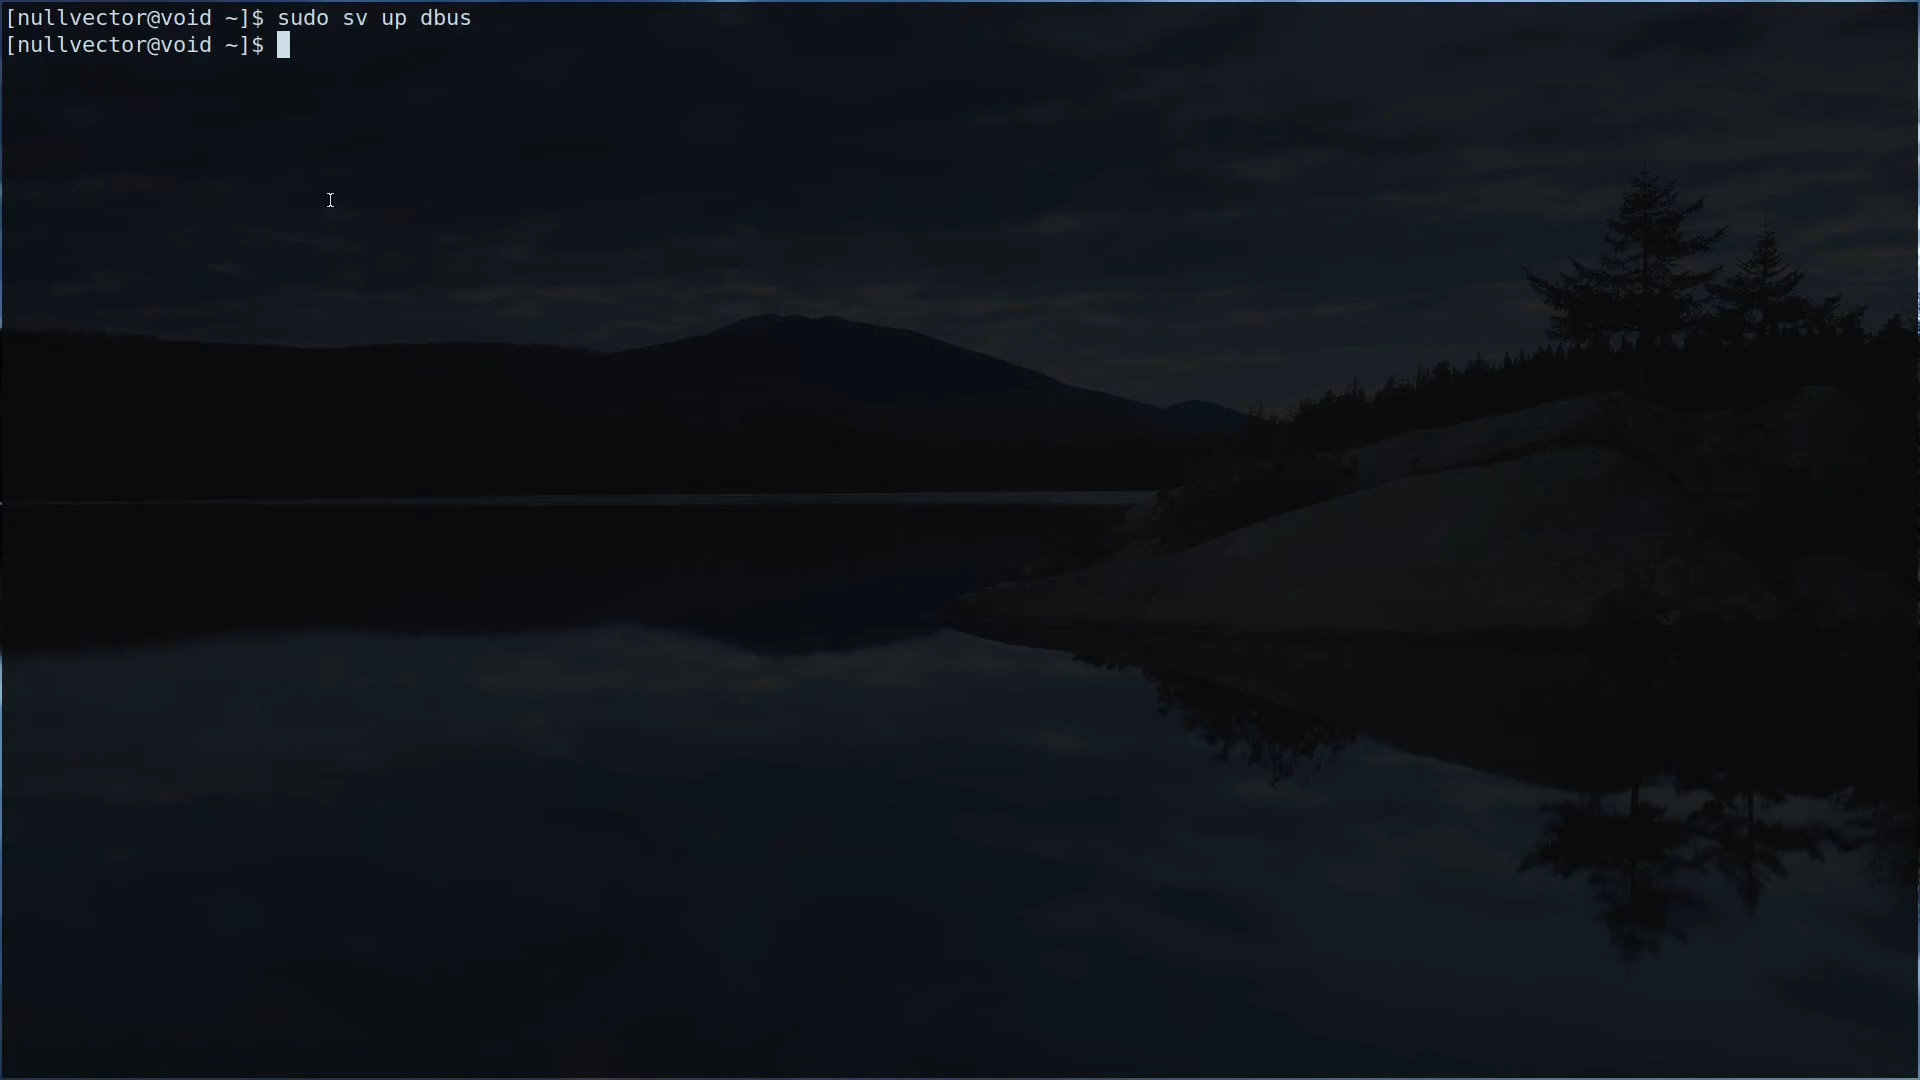 [nullvector@void ~]$ sudo sv up dbus
[nullvector@void ~]$